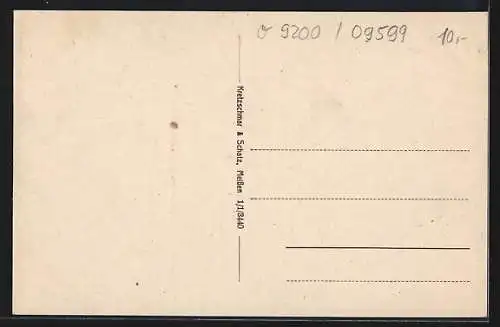 σ 9200 / 09599 10,-
Kretzschmar & Schatz, Meißen 1/1/8440